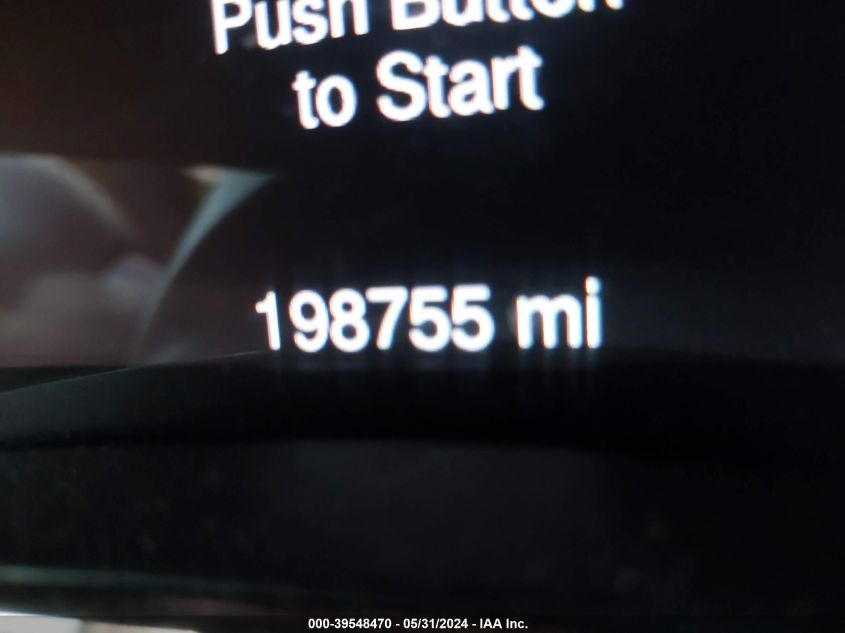 Push Button
to Start
198755 mi
000-39548470 - 05/31/2024 - IAA Inc.